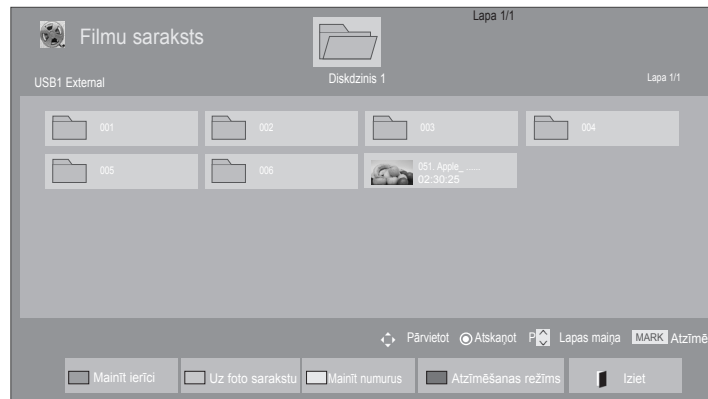 Lapa 1/1
Filmu saraksts
USB1 External
Diskdzinis 1
Lapa 1/1
001
002
003
004
005
006
051. Apple_ ......
02:30:25
Pārvietot
Atskaņot
P
Lapas maiņa
MARK
Atzīmē
Mainīt ierīci
Uz foto sarakstu
Mainīt numurus
Atzīmēšanas režīms
Iziet